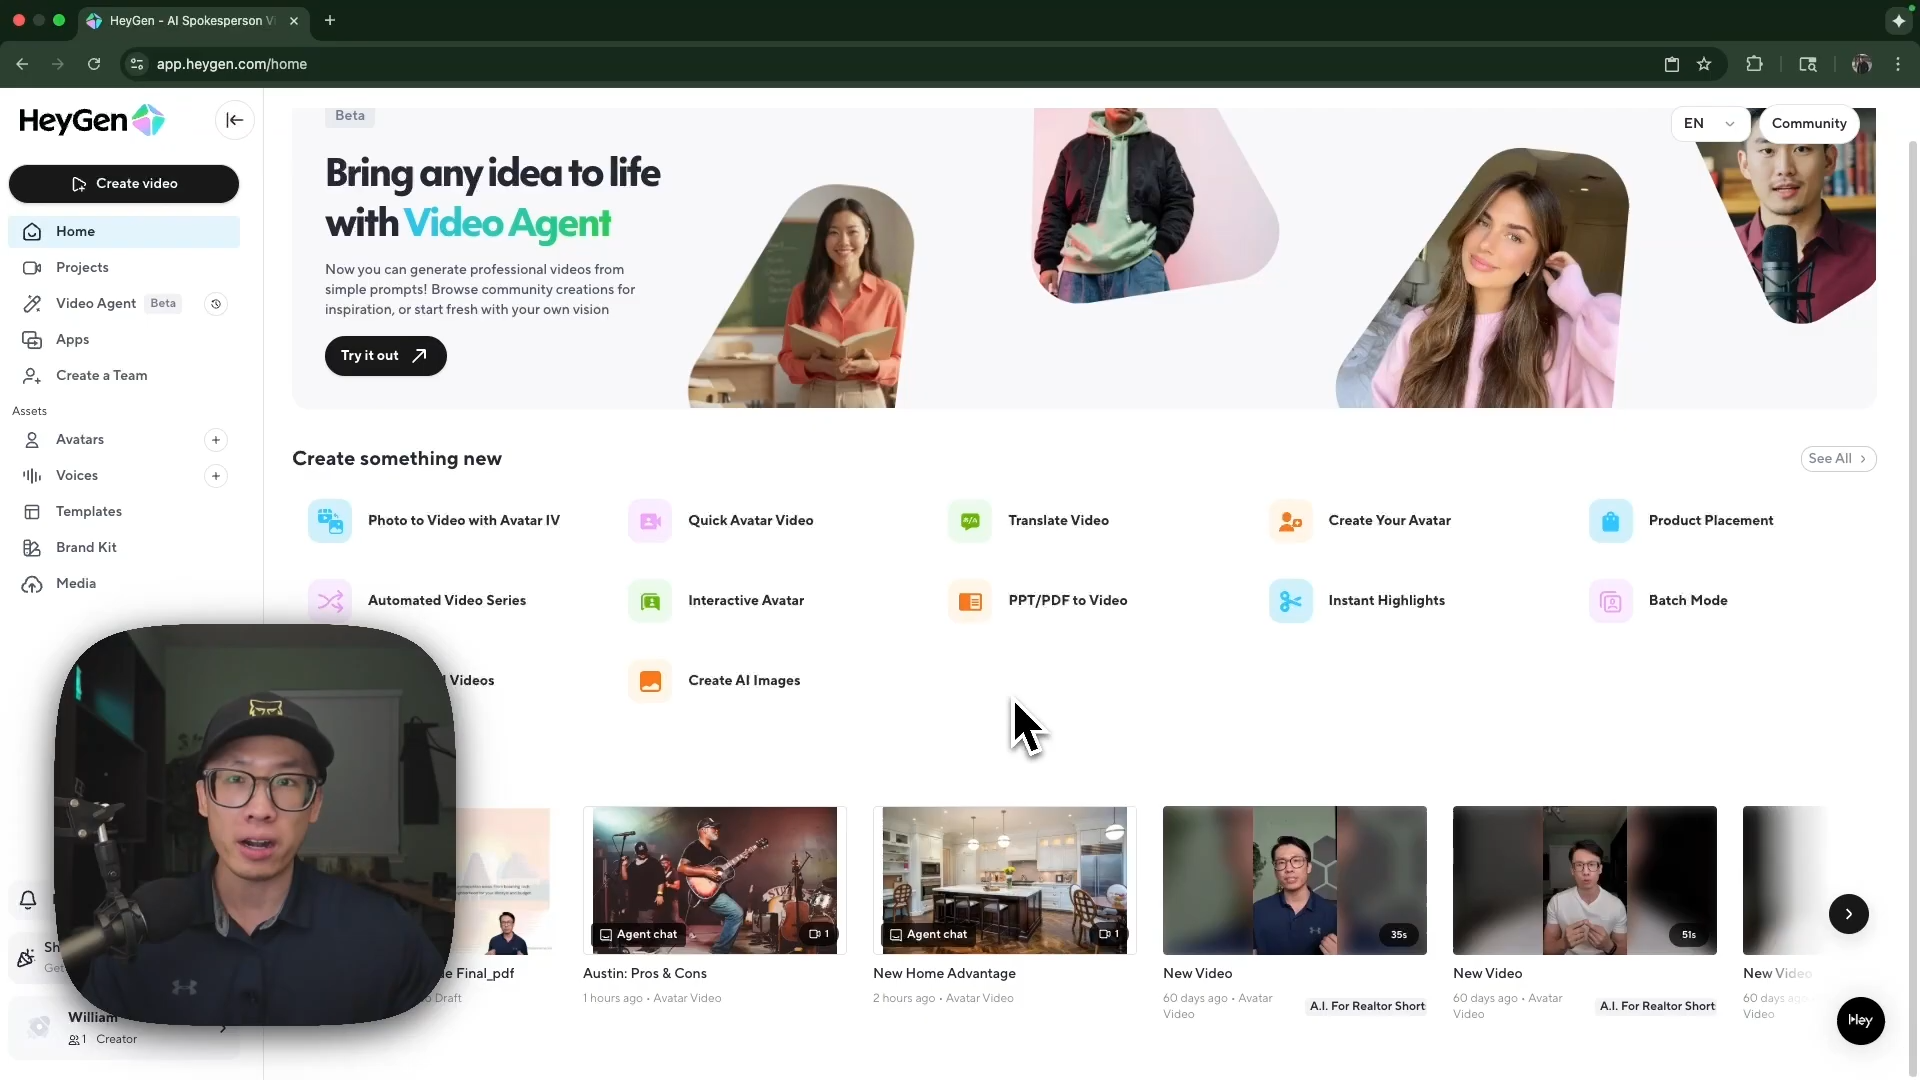 HeyGen - AI Spokesperson Vi
app.heygen.com/home
HeyGen
Create video
Home
Projects
Video Agent Beta
Apps
Create a Team
Assets
Avatars
Voices
Templates
Brand Kit
Media
EN
Community
Beta
Bring any idea to life
with Video Agent
Now you can generate professional videos from
simple prompts! Browse community creations for
inspiration, or start fresh with your own vision
Try it out
Create something new
See All
Photo to Video with Avatar IV
Quick Avatar Video
Translate Video
Create Your Avatar
Product Placement
Automated Video Series
Interactive Avatar
PPT/PDF to Video
Instant Highlights
Batch Mode
Videos
Create AI Images
Agent chat
1
Agent chat
1
35s
51s
Final_pdf
Draft
Austin: Pros & Cons
1 hours ago • Avatar Video
New Home Advantage
2 hours ago • Avatar Video
New Video
60 days ago • Avatar
Video
A.I. For Realtor Short
New Video
60 days ago • Avatar
Video
A.I. For Realtor Short
New Video
60 days ago
Video
William
1 Creator
Hey